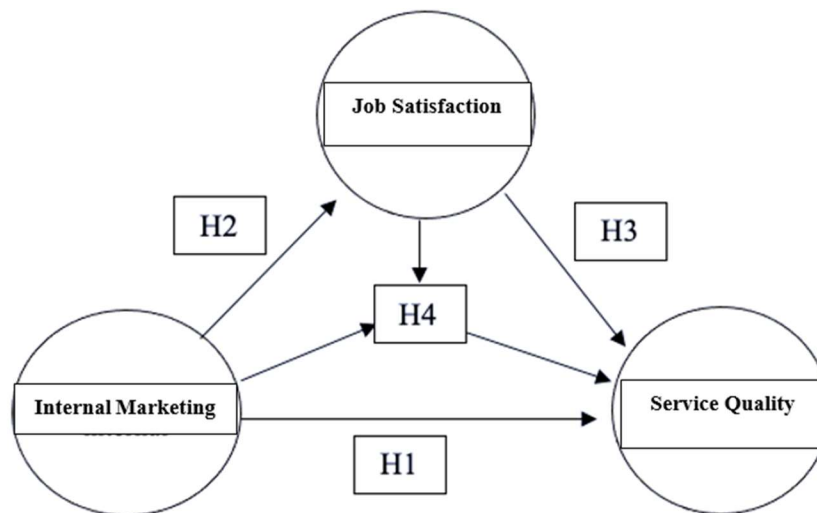 Job Satisfaction
H2
H3
H4
Internal Marketing
Service Quality
H1